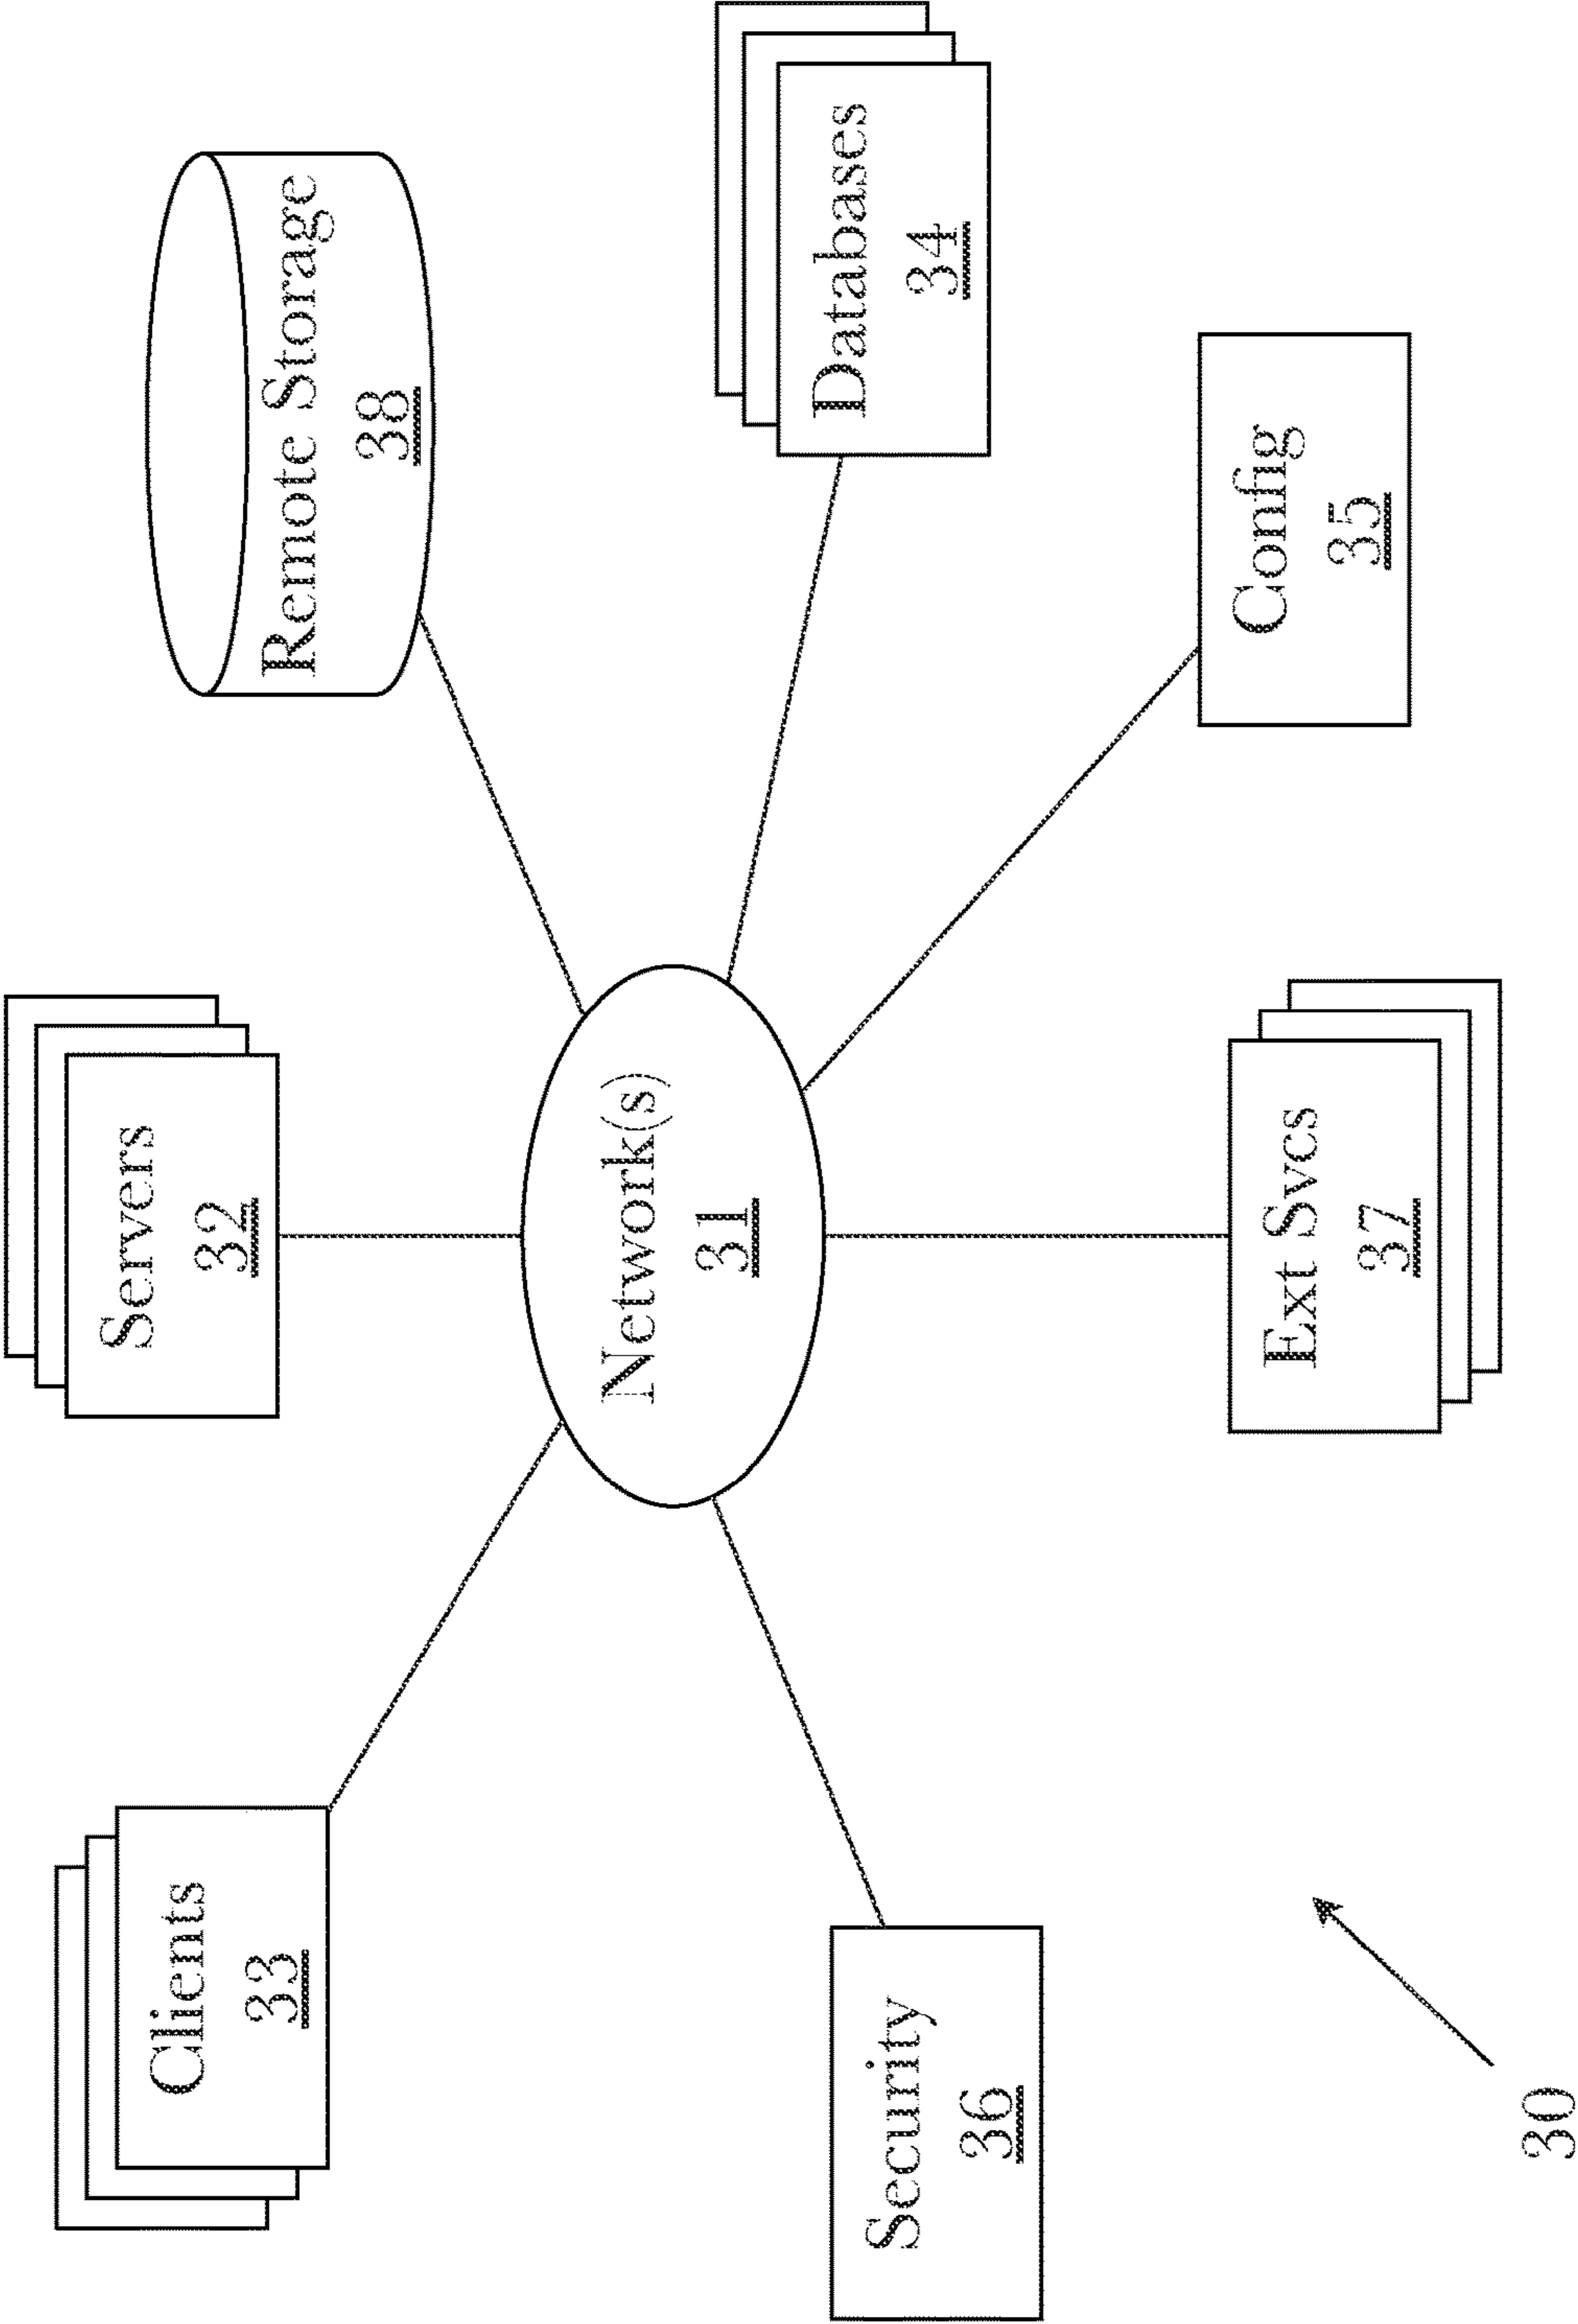 Servers
32
Clients
33
Remote Storage
38
Network(s)
31
Databases
34
Security
36
Config
35
Ext Svcs
37
30